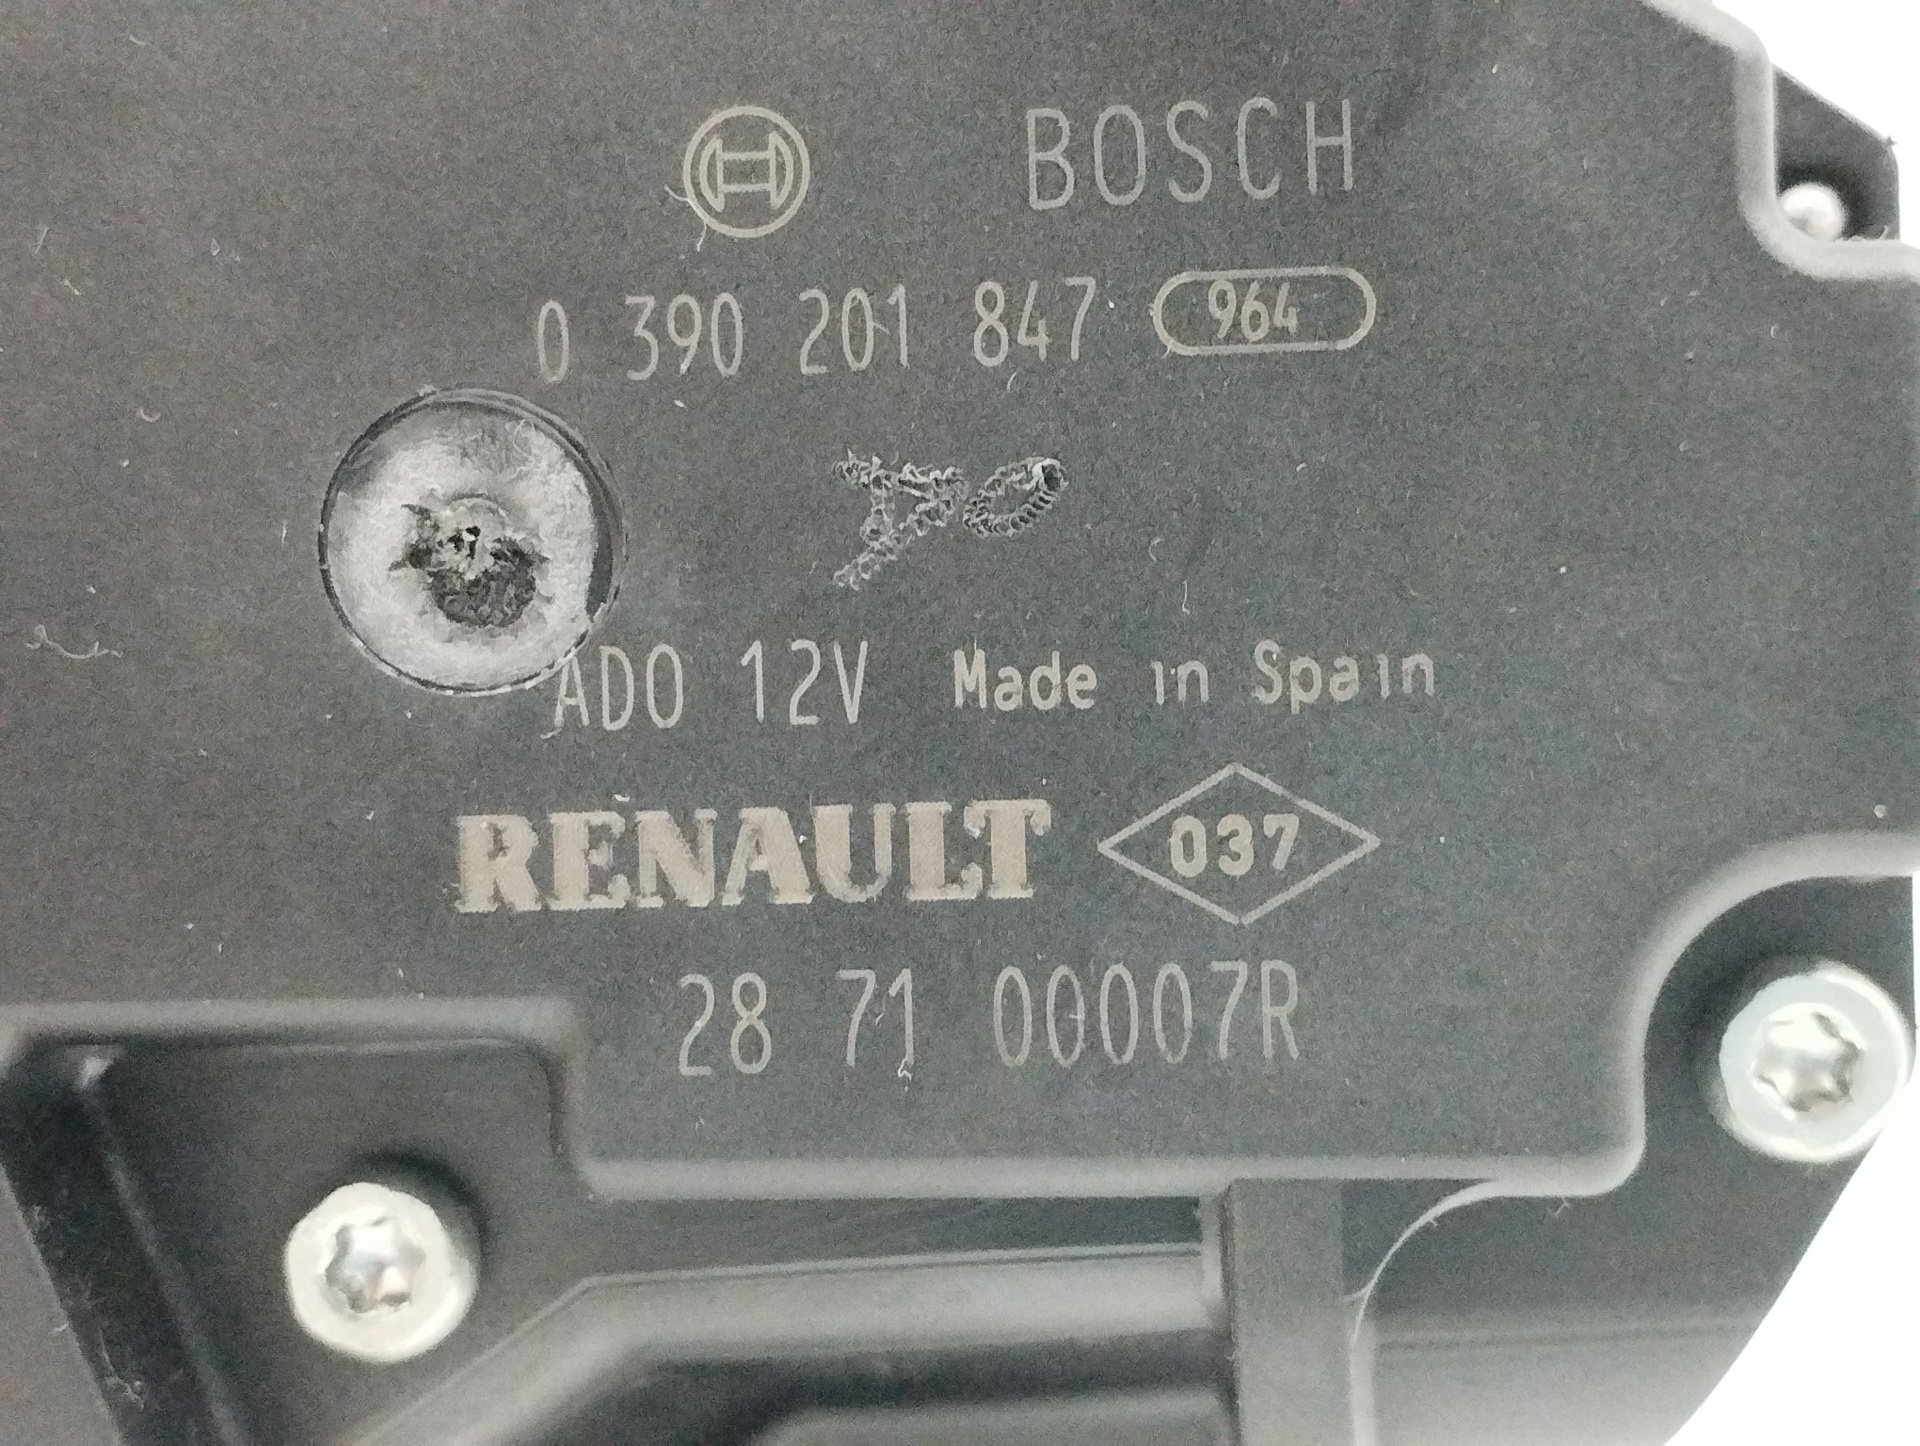 BOSCH
0 390 201 847 964
ADO 12V Made in Spain
RENAULT 037
28 71 00007R